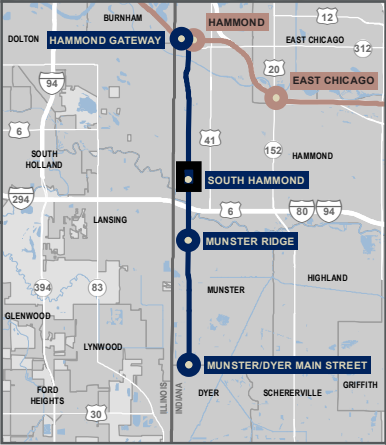 BURNHAM
HAMMOND
12
DOLTON
HAMMOND GATEWAY
EAST CHICAGO
312
20
94
EAST CHICAGO
6
41
152
SOUTH
HOLLAND
HAMMOND
SOUTH HAMMOND
294
6
80
94
LANSING
MUNSTER RIDGE
HIGHLAND
394
83
MUNSTER
GLENWOOD
LYNWOOD
MUNSTER/DYER MAIN STREET
FORD
HEIGHTS
ILLINOIS
INDIANA
DYER
SCHERERVILLE
GRIFFITH
30